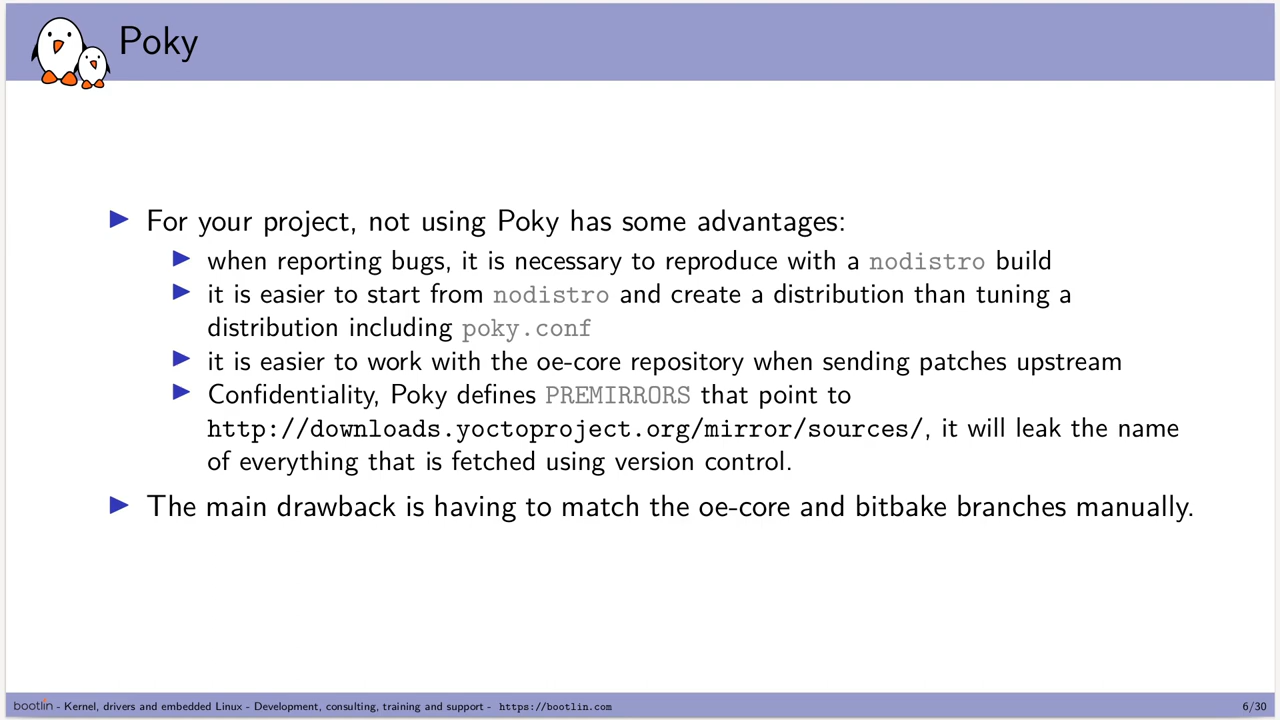 Poky
For your project, not using Poky has some advantages:
when reporting bugs, it is necessary to reproduce with a nodistro build
it is easier to start from nodistro and create a distribution than tuning a
distribution including poky.conf
it is easier to work with the oe-core repository when sending patches upstream
Confidentiality, Poky defines PREMIRRORS that point to
http://downloads.yoctoproject.org/mirror/sources/, it will leak the name
of everything that is fetched using version control.
The main drawback is having to match the oe-core and bitbake branches manually.
bootlin - Kernel, drivers and embedded Linux - Development, consulting, training and support - https://bootlin.com
6/30